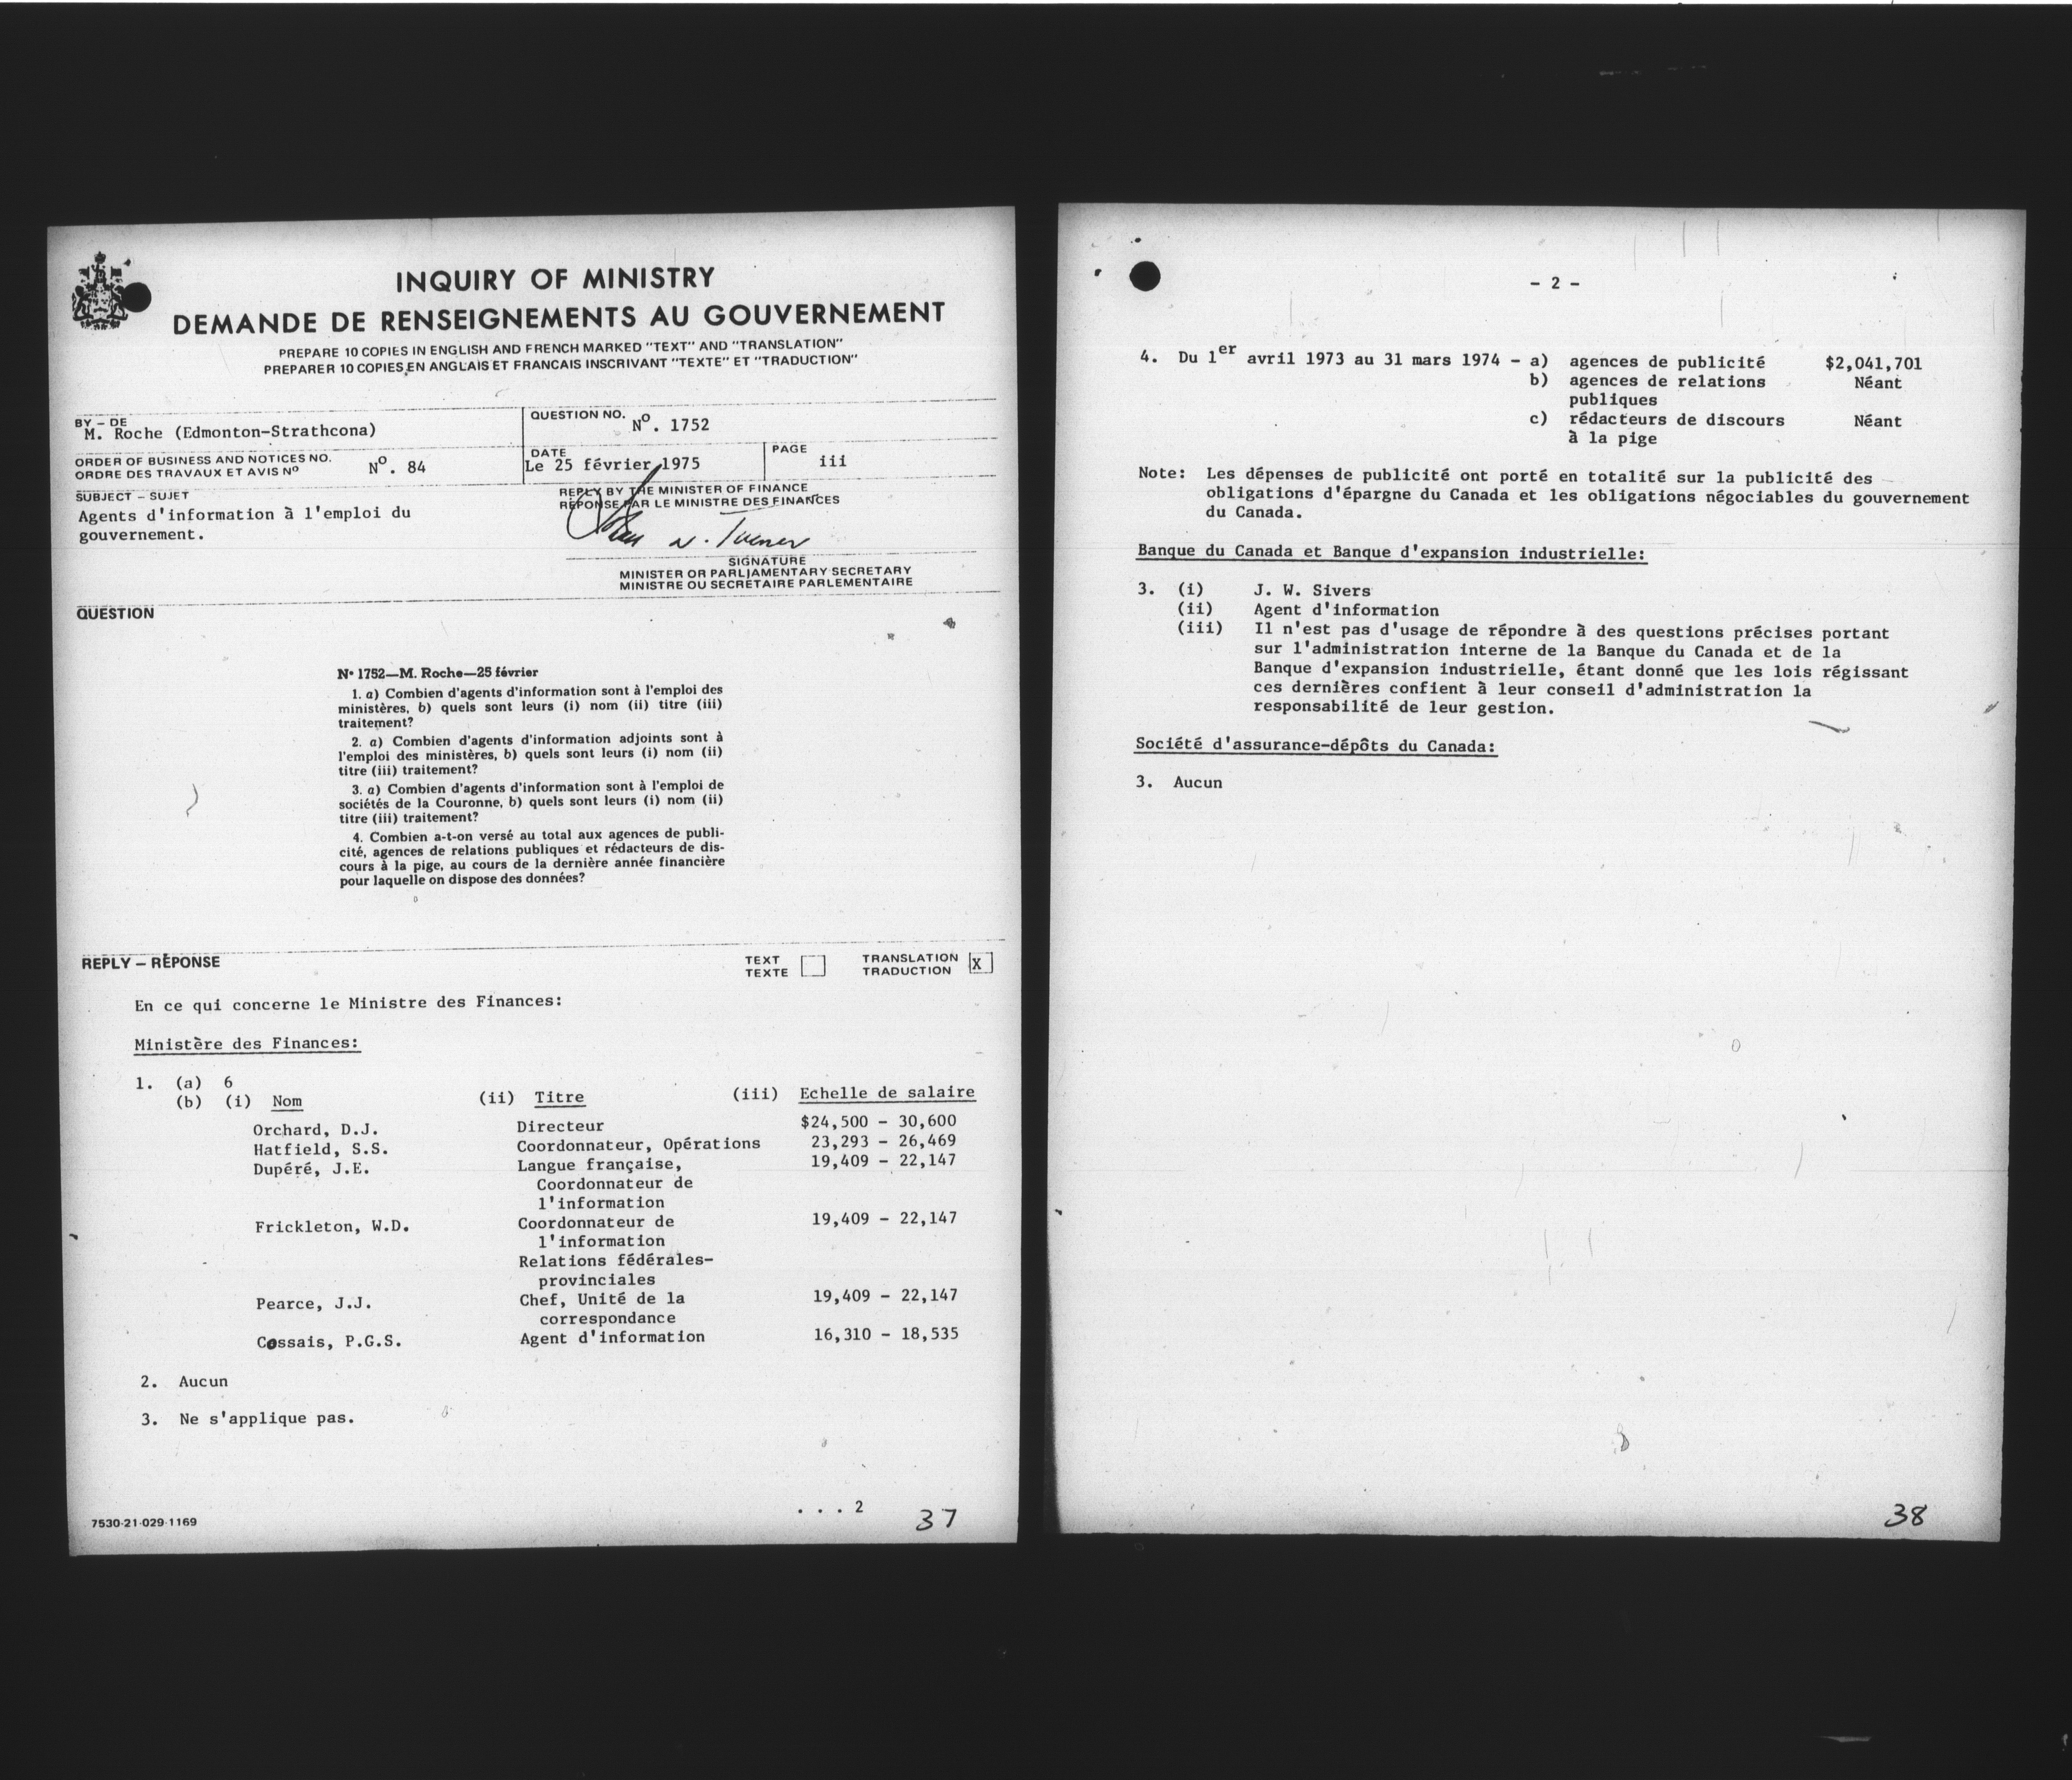 INQUIRY OF MINISTRY
DEMANDE DE RENSEIGNEMENTS AU GOUVERNEMENT
PREPARE 10 COPIES IN ENGLISH AND FRENCH MARKED "TEXT" AND "TRANSLATION"
PREPARER 10 COPIES EN ANGLAIS ET FRANCAIS INSCRIVANT "TEXTE" ET "TRADUCTION"
BY – DE
M. Roche (Edmonton-Strathcona)
QUESTION NO.
No. 1752
ORDER OF BUSINESS AND NOTICES NO.
ORDRE DES TRAVAUX ET AVIS No
No. 84
DATE
Le 25 février 1975
PAGE
iii
SUBJECT – SUJET
Agents d'information à l'emploi du
gouvernement.
REPLY BY THE MINISTER OF FINANCE
REPONSE PAR LE MINISTRE DES FINANCES
N. Turner
SIGNATURE
MINISTER OR PARLIAMENTARY SECRETARY
MINISTRE OU SECRÉTAIRE PARLEMENTAIRE
QUESTION
No 1752—M. Roche—25 février
1. a) Combien d'agents d'information sont à l'emploi des
ministères, b) quels sont leurs (i) nom (ii) titre (iii)
traitement?
2. a) Combien d'agents d'information adjoints sont à
l'emploi des ministères, b) quels sont leurs (i) nom (ii)
titre (iii) traitement?
3. a) Combien d'agents d'information sont à l'emploi de
sociétés de la Couronne, b) quels sont leurs (i) nom (ii)
titre (iii) traitement?
4. Combien a-t-on versé au total aux agences de publi-
cité, agences de relations publiques et rédacteurs de dis-
cours à la pige, au cours de la dernière année financière
pour laquelle on dispose des données?
REPLY – RÉPONSE
TEXT
TEXTE
TRANSLATION
TRADUCTION
X
En ce qui concerne le Ministre des Finances:
Ministère des Finances:
1. (a) 6
(b) (i) Nom (ii) Titre (iii) Echelle de salaire
Orchard, D.J. Directeur $24,500 - 30,600
Hatfield, S.S. Coordonnateur, Opérations 23,293 - 26,469
Dupéré, J.E. Langue française, 19,409 - 22,147
Coordonnateur de
l'information
Frickleton, W.D. Coordonnateur de 19,409 - 22,147
l'information
Relations fédérales-
provinciales
Pearce, J.J. Chef, Unité de la 19,409 - 22,147
correspondance
Cossais, P.G.S. Agent d'information 16,310 - 18,535
2. Aucun
3. Ne s'applique pas.
. . . 2
7530-21-029-1169
37
- 2 -
4. Du 1er avril 1973 au 31 mars 1974 - a) agences de publicité $2,041,701
b) agences de relations Néant
publiques
c) rédacteurs de discours Néant
à la pige
Note: Les dépenses de publicité ont porté en totalité sur la publicité des
obligations d'épargne du Canada et les obligations négociables du gouvernement
du Canada.
Banque du Canada et Banque d'expansion industrielle:
3. (i) J. W. Sivers
(ii) Agent d'information
(iii) Il n'est pas d'usage de répondre à des questions précises portant
sur l'administration interne de la Banque du Canada et de la
Banque d'expansion industrielle, étant donné que les lois régissant
ces dernières confient à leur conseil d'administration la
responsabilité de leur gestion.
Société d'assurance-dépôts du Canada:
3. Aucun
38